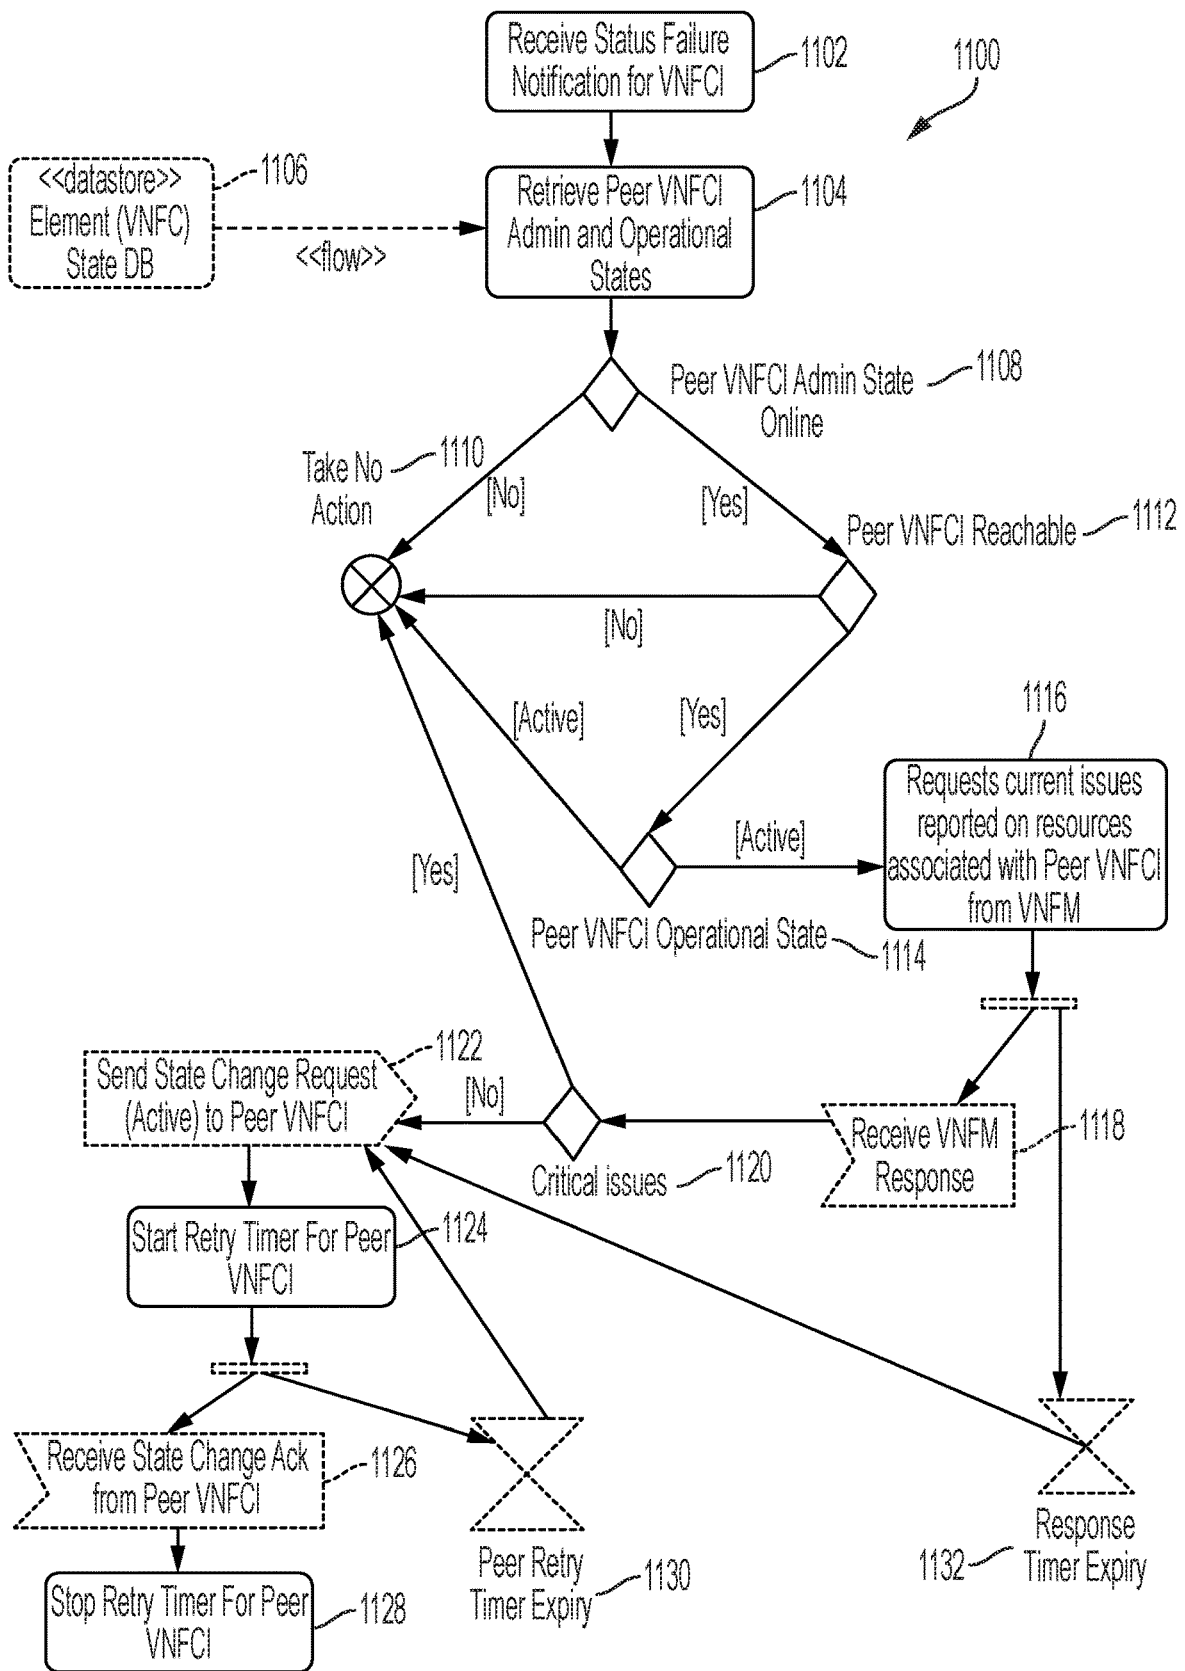 Receive Status Failure
Notification for VNFCI
1102
1100
<<datastore>>
Element (VNFC)
State DB
1106
<<flow>>
Retrieve Peer VNFCI
Admin and Operational
States
1104
Peer VNFCI Admin State
Online
1108
Take No
Action
1110
[No]
[Yes]
Peer VNFCI Reachable
1112
[No]
[Active]
[Yes]
1116
Requests current issues
reported on resources
associated with Peer VNFCI
from VNFM
[Yes]
[Active]
Peer VNFCI Operational State
1114
1122
Send State Change Request
(Active) to Peer VNFCI
[No]
Critical issues
1120
Receive VNFM
Response
1118
Start Retry Timer For Peer
VNFCI
1124
Receive State Change Ack
from Peer VNFCI
1126
Stop Retry Timer For Peer
VNFCI
1128
Peer Retry
Timer Expiry
1130
Response
Timer Expiry
1132